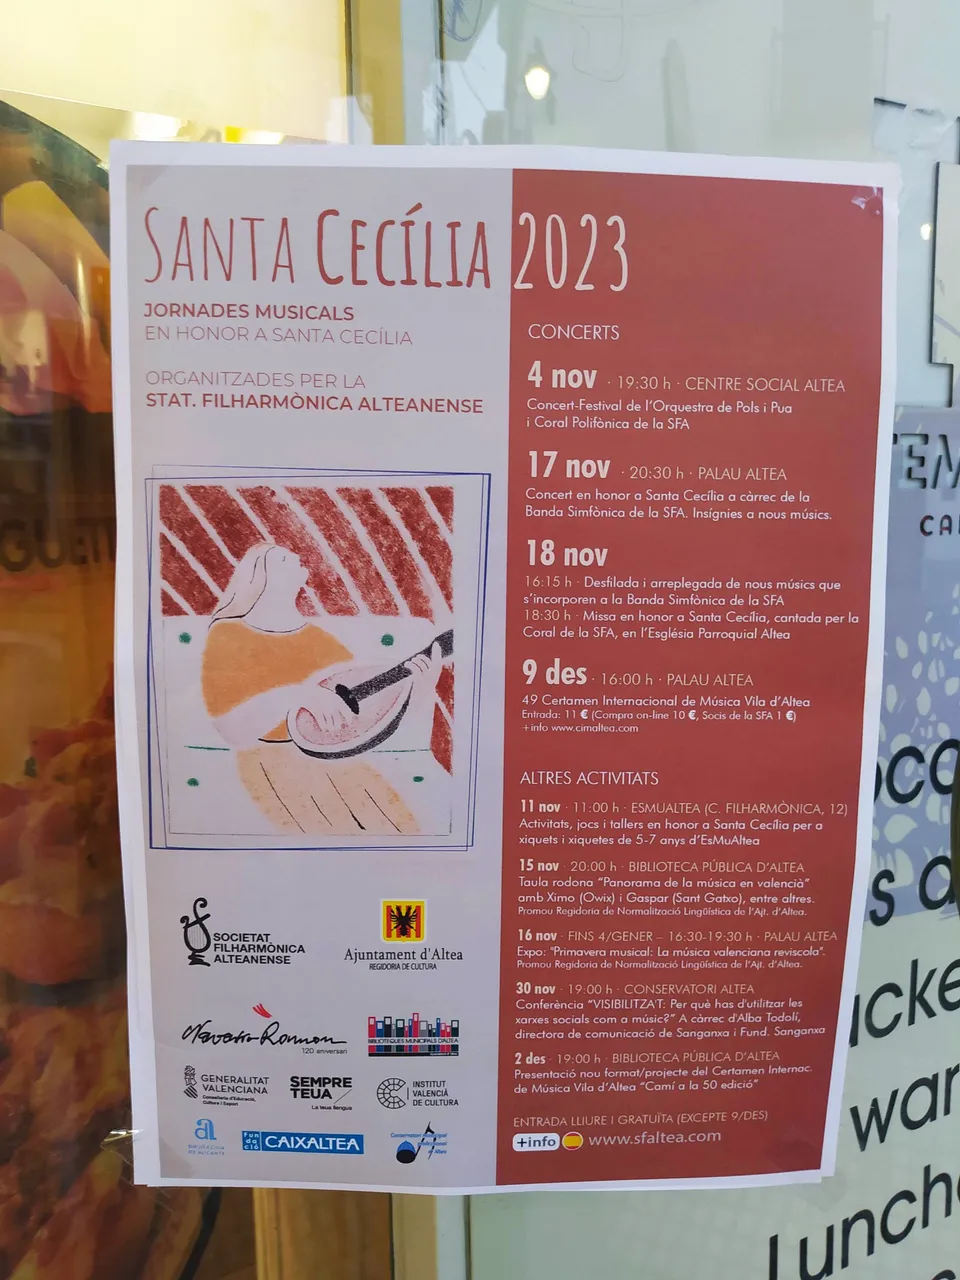 SANTA CECÍLIA 2023
JORNADES MUSICALS
EN HONOR A SANTA CECÍLIA
ORGANITZADES PER LA
STAT. FILHARMÒNICA ALTEANENSE
CONCERTS
4 nov · 19:30 h · CENTRE SOCIAL ALTEA
Concert-Festival de l'Orquestra de Pols i Pua
i Coral Polifònica de la SFA
17 nov · 20:30 h · PALAU ALTEA
Concert en honor a Santa Cecília a càrrec de la
Banda Simfònica de la SFA. Insígnies a nous músics.
18 nov
16:15 h · Desfilada i arreplegada de nous músics que
s'incorporen a la Banda Simfònica de la SFA
18:30 h · Missa en honor a Santa Cecília, cantada per la
Coral de la SFA, en l'Església Parroquial Altea
9 des · 16:00 h · PALAU ALTEA
49 Certamen Internacional de Música Vila d'Altea
Entrada: 11 € (Compra on-line 10 €, Socis de la SFA 1 €)
+info www.cimaltea.com
ALTRES ACTIVITATS
11 nov · 11:00 h · ESMUALTEA (C. FILHARMÒNICA, 12)
Activitats, jocs i tallers en honor a Santa Cecília per a
xiquets i xiquetes de 5-7 anys d'EsMuAltea
15 nov · 20:00 h · BIBLIOTECA PÚBLICA D'ALTEA
Taula rodona "Panorama de la música en valencià"
amb Ximo (Owix) i Gaspar (Sant Gatxo), entre altres.
Promou Regidoria de Normalització Lingüística de l'Ajt. d'Altea.
16 nov · FINS 4/GENER – 16:30-19:30 h · PALAU ALTEA
Expo: "Primavera musical: La música valenciana reviscola".
Promou Regidoria de Normalització Lingüística de l'Ajt. d'Altea.
30 nov · 19:00 h · CONSERVATORI ALTEA
Conferència "VISIBILITZA'T: Per què has d'utilitzar les
xarxes socials com a músic?" A càrrec d'Alba Todolí,
directora de comunicació de Sanganxa i Fund. Sanganxa
2 des · 19:00 h · BIBLIOTECA PÚBLICA D'ALTEA
Presentació nou format/projecte del Certamen Internac.
de Música Vila d'Altea "Camí a la 50 edició"
ENTRADA LLIURE I GRATUÏTA (EXCEPTE 9/DES)
+info www.sfaltea.com
SOCIETAT
FILHARMÒNICA
ALTEANENSE
Ajuntament d'Altea
REGIDORIA DE CULTURA
Navarro Ramon
120 aniversari
BIBLIOTEQUES MUNICIPALS D'ALTEA
GENERALITAT
VALENCIANA
Conselleria de Educació,
Cultura i Esport
SEMPRE
TEUA
La teua llengua
INSTITUT
VALENCIÀ
DE CULTURA
DIPUTACIÓN
DE ALICANTE
fundació
CAIXALTEA